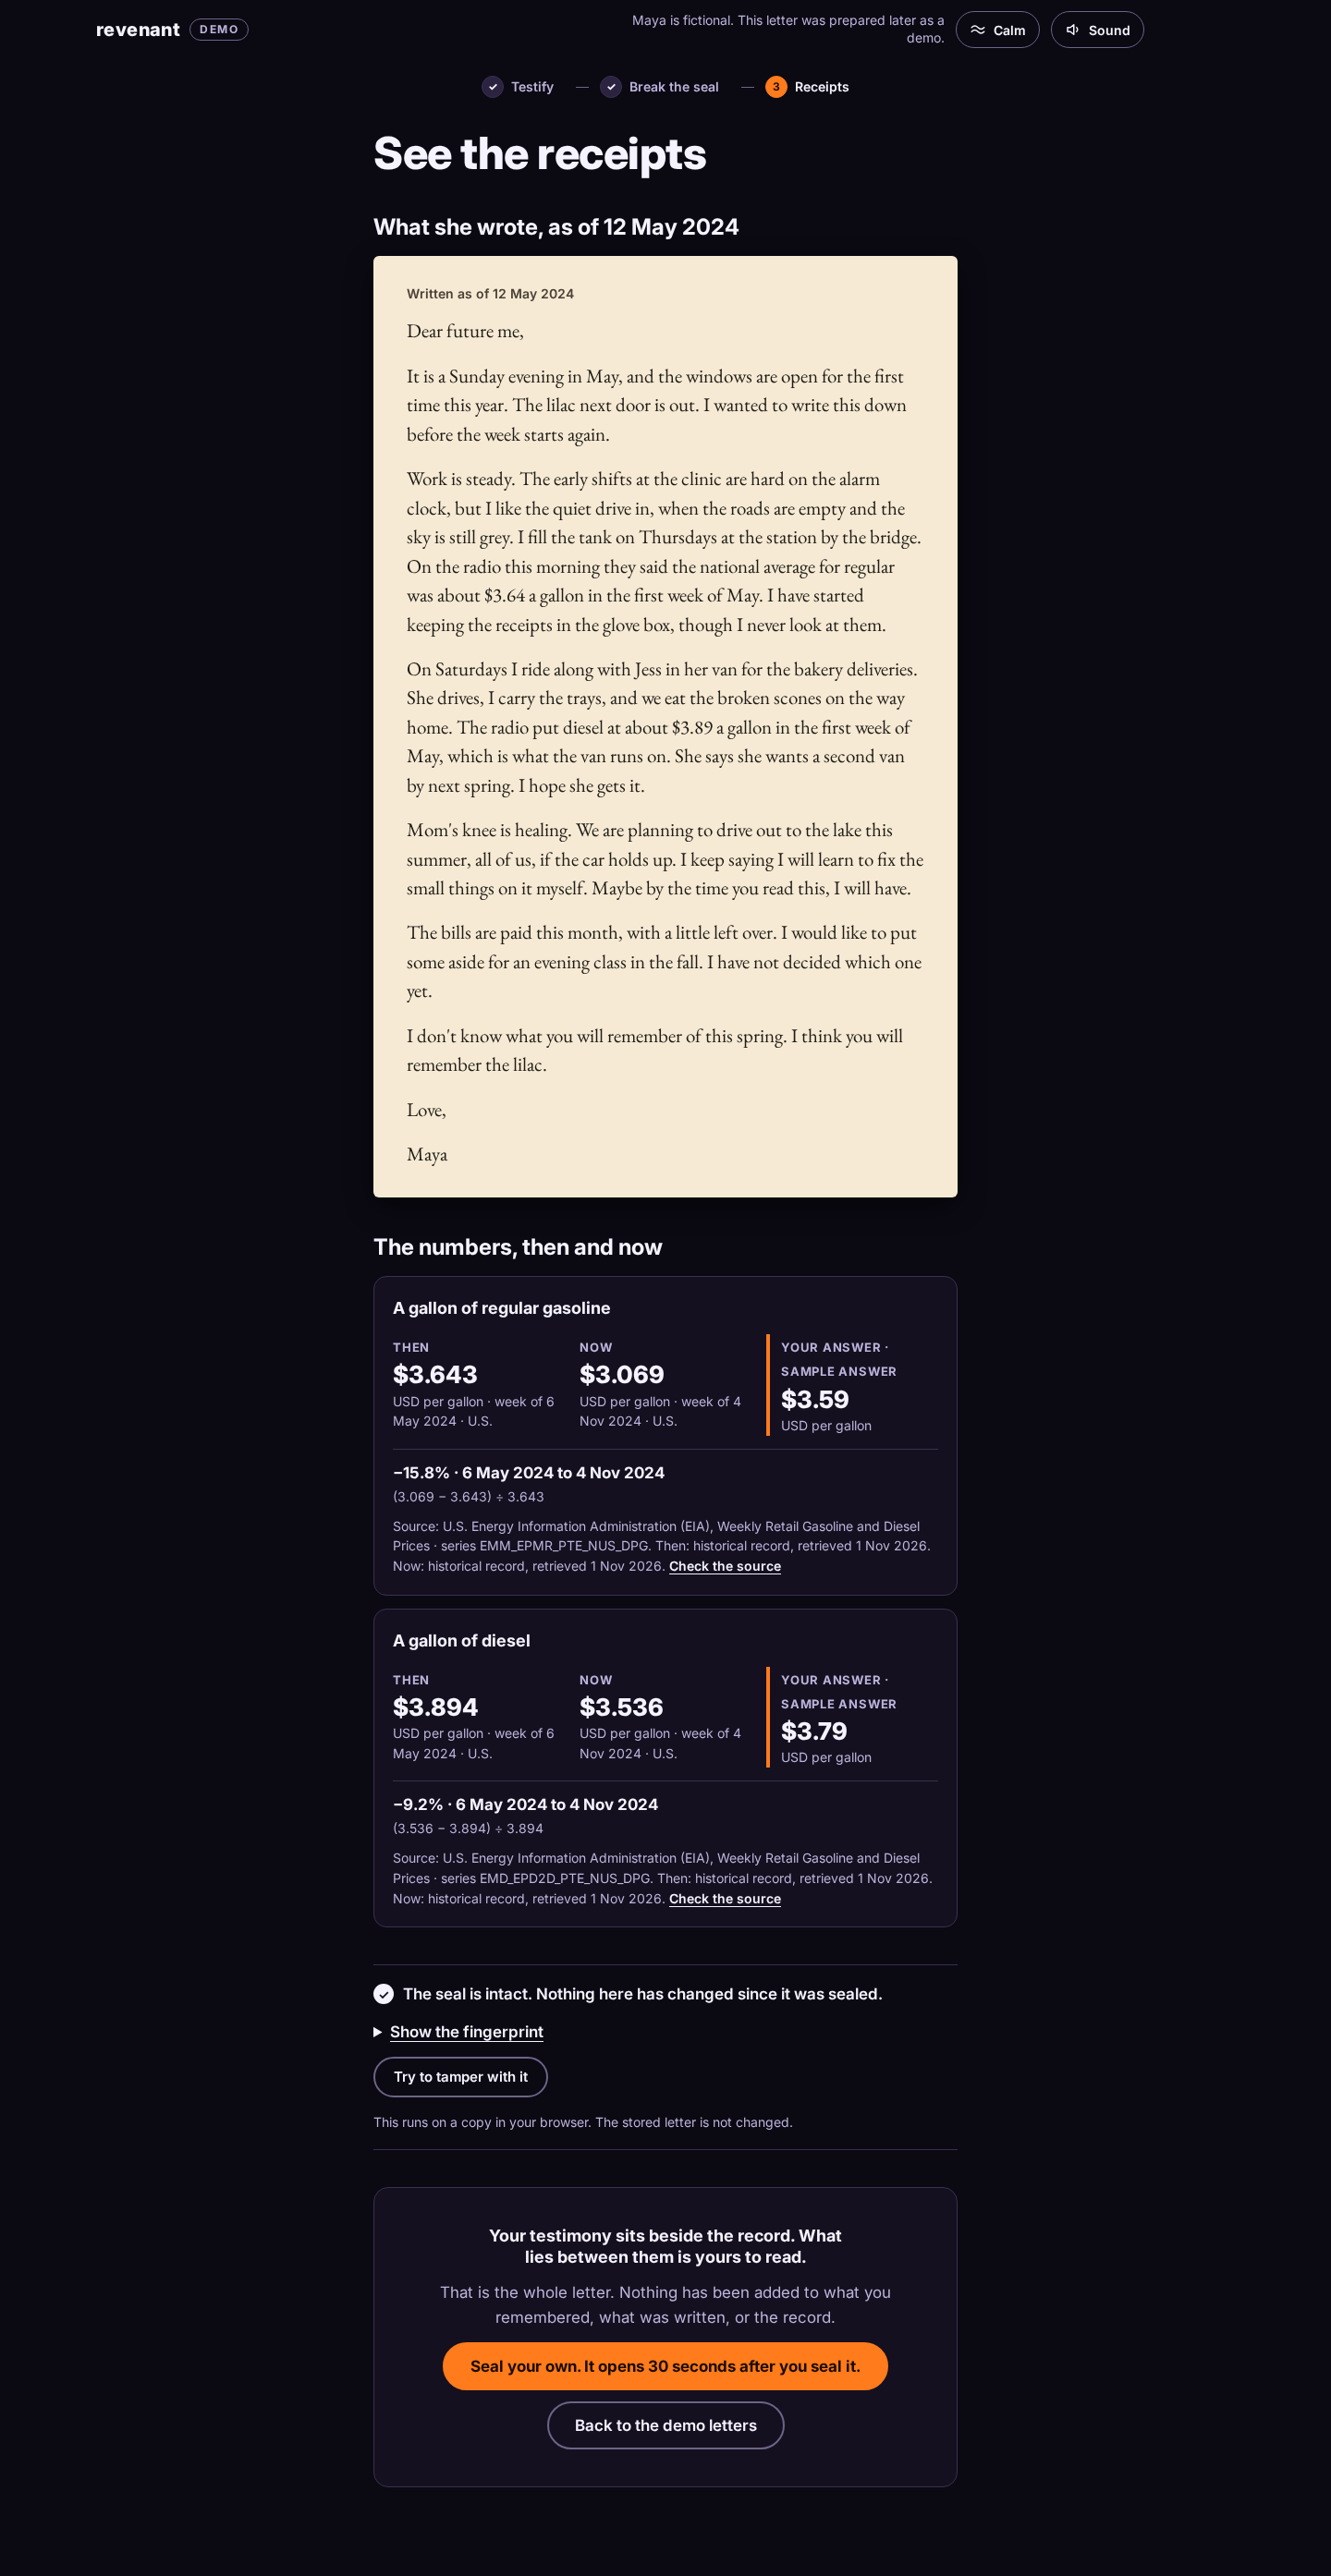 revenant DEMO
Maya is fictional. This letter was prepared later as a
demo.
Calm
Sound
Testify
Break the seal
3 Receipts
See the receipts
What she wrote, as of 12 May 2024
Written as of 12 May 2024
Dear future me,
It is a Sunday evening in May, and the windows are open for the first
time this year. The lilac next door is out. I wanted to write this down
before the week starts again.
Work is steady. The early shifts at the clinic are hard on the alarm
clock, but I like the quiet drive in, when the roads are empty and the
sky is still grey. I fill the tank on Thursdays at the station by the bridge.
On the radio this morning they said the national average for regular
was about $3.64 a gallon in the first week of May. I have started
keeping the receipts in the glove box, though I never look at them.
On Saturdays I ride along with Jess in her van for the bakery deliveries.
She drives, I carry the trays, and we eat the broken scones on the way
home. The radio put diesel at about $3.89 a gallon in the first week of
May, which is what the van runs on. She says she wants a second van
by next spring. I hope she gets it.
Mom's knee is healing. We are planning to drive out to the lake this
summer, all of us, if the car holds up. I keep saying I will learn to fix the
small things on it myself. Maybe by the time you read this, I will have.
The bills are paid this month, with a little left over. I would like to put
some aside for an evening class in the fall. I have not decided which one
yet.
I don't know what you will remember of this spring. I think you will
remember the lilac.
Love,
Maya
The numbers, then and now
A gallon of regular gasoline
THEN
$3.643
USD per gallon · week of 6
May 2024 · U.S.
NOW
$3.069
USD per gallon · week of 4
Nov 2024 · U.S.
YOUR ANSWER ·
SAMPLE ANSWER
$3.59
USD per gallon
−15.8% · 6 May 2024 to 4 Nov 2024
(3.069 − 3.643) ÷ 3.643
Source: U.S. Energy Information Administration (EIA), Weekly Retail Gasoline and Diesel
Prices · series EMM_EPMR_PTE_NUS_DPG. Then: historical record, retrieved 1 Nov 2026.
Now: historical record, retrieved 1 Nov 2026. Check the source
A gallon of diesel
THEN
$3.894
USD per gallon · week of 6
May 2024 · U.S.
NOW
$3.536
USD per gallon · week of 4
Nov 2024 · U.S.
YOUR ANSWER ·
SAMPLE ANSWER
$3.79
USD per gallon
−9.2% · 6 May 2024 to 4 Nov 2024
(3.536 − 3.894) ÷ 3.894
Source: U.S. Energy Information Administration (EIA), Weekly Retail Gasoline and Diesel
Prices · series EMD_EPD2D_PTE_NUS_DPG. Then: historical record, retrieved 1 Nov 2026.
Now: historical record, retrieved 1 Nov 2026. Check the source
The seal is intact. Nothing here has changed since it was sealed.
Show the fingerprint
Try to tamper with it
This runs on a copy in your browser. The stored letter is not changed.
Your testimony sits beside the record. What
lies between them is yours to read.
That is the whole letter. Nothing has been added to what you
remembered, what was written, or the record.
Seal your own. It opens 30 seconds after you seal it.
Back to the demo letters